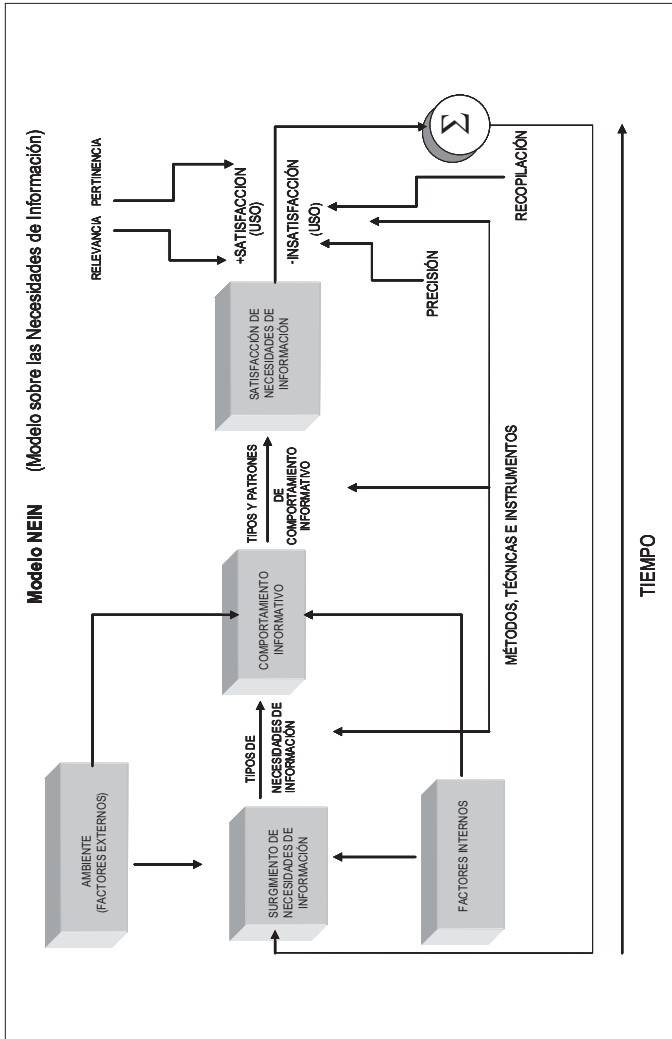 Modelo NEIN (Modelo sobre las Necesidades de Información)
AMBIENTE
(FACTORES EXTERNOS)
SURGIMIENTO DE
NECESIDADES DE
INFORMACIÓN
FACTORES INTERNOS
TIPOS DE
NECESIDADES DE
INFORMACIÓN
COMPORTAMIENTO
INFORMATIVO
TIPOS Y PATRONES
DE
COMPORTAMIENTO
INFORMATIVO
SATISFACCIÓN DE
NECESIDADES DE
INFORMACIÓN
RELEVANCIA PERTINENCIA
+SATISFACCION
(USO)
-INSATISFACCIÓN
(USO)
PRECISIÓN
RECOPILACIÓN
Σ
MÉTODOS, TÉCNICAS E INSTRUMENTOS
TIEMPO